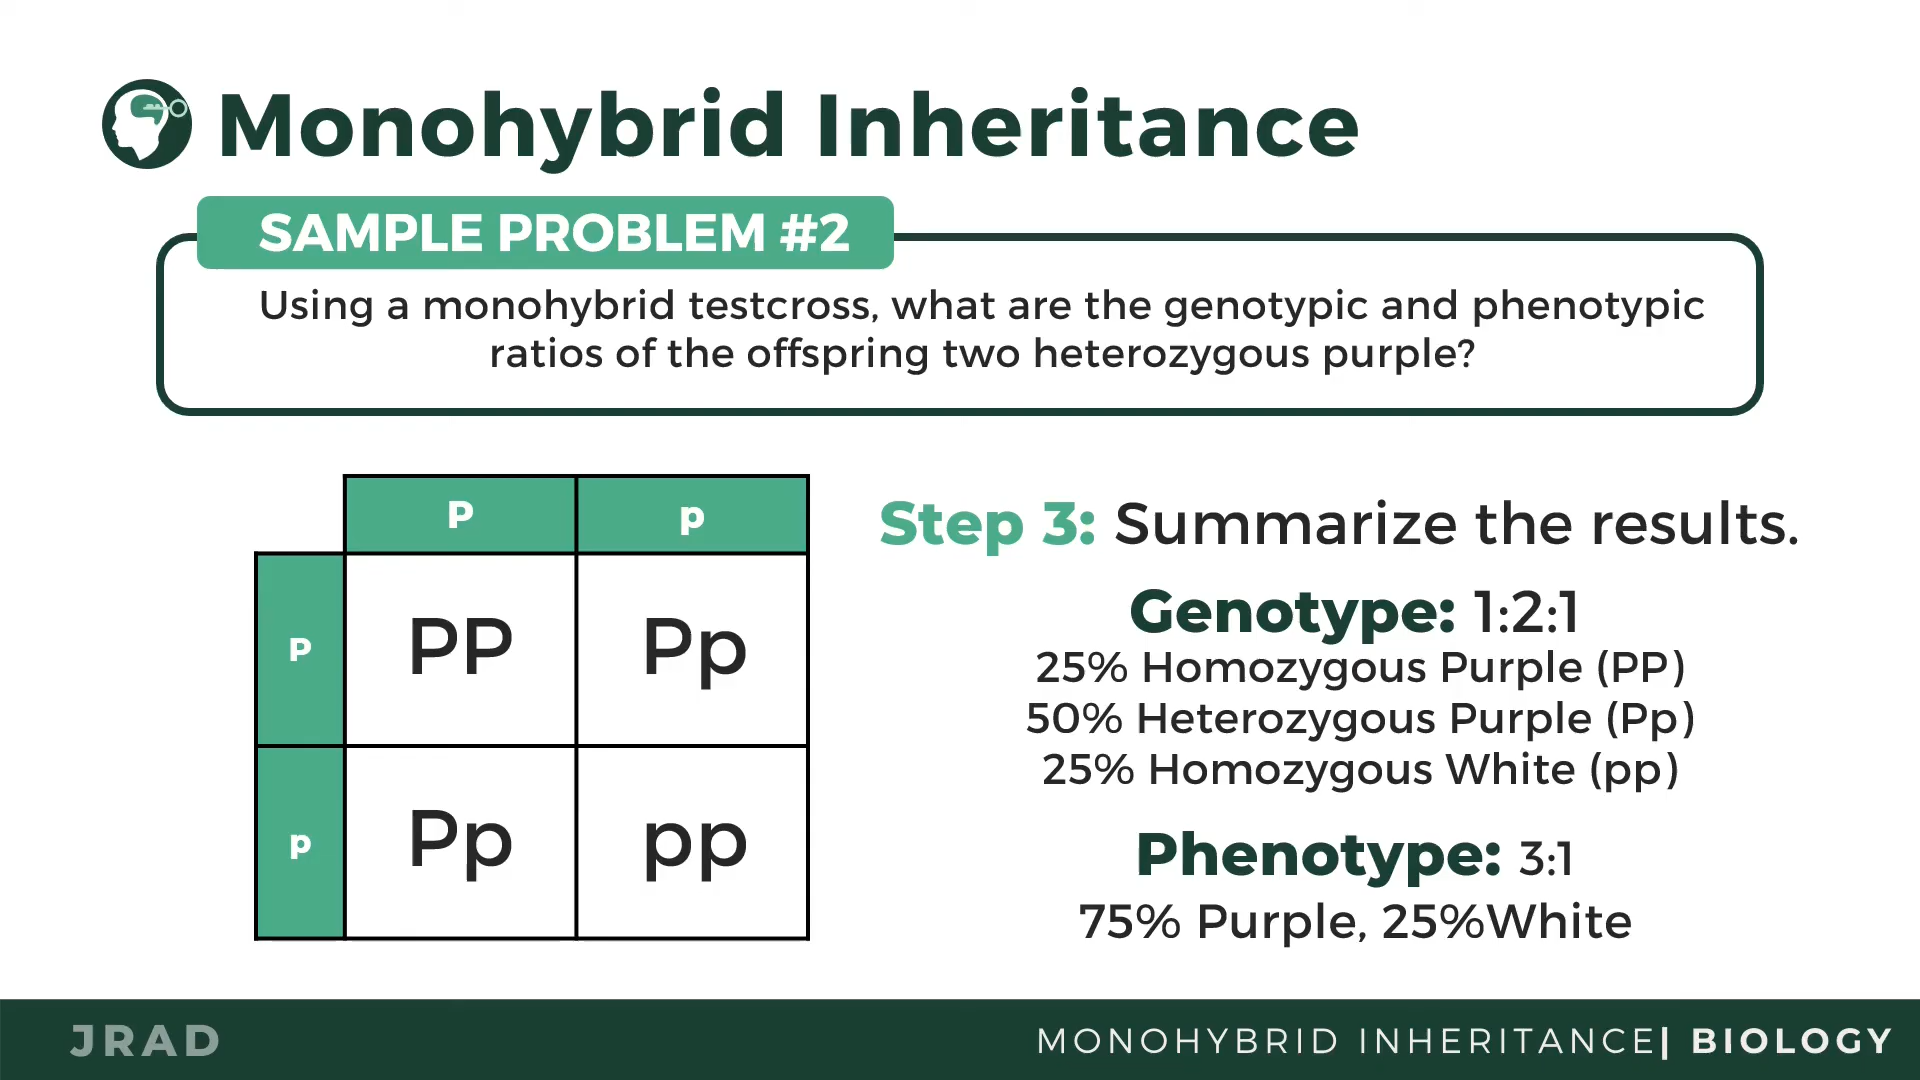 Monohybrid Inheritance
SAMPLE PROBLEM #2
Using a monohybrid testcross, what are the genotypic and phenotypic
ratios of the offspring two heterozygous purple?
P p
P PP Pp
p Pp pp
Step 3: Summarize the results.
Genotype: 1:2:1
25% Homozygous Purple (PP)
50% Heterozygous Purple (Pp)
25% Homozygous White (pp)
Phenotype: 3:1
75% Purple, 25%White
JRAD
MONOHYBRID INHERITANCE| BIOLOGY